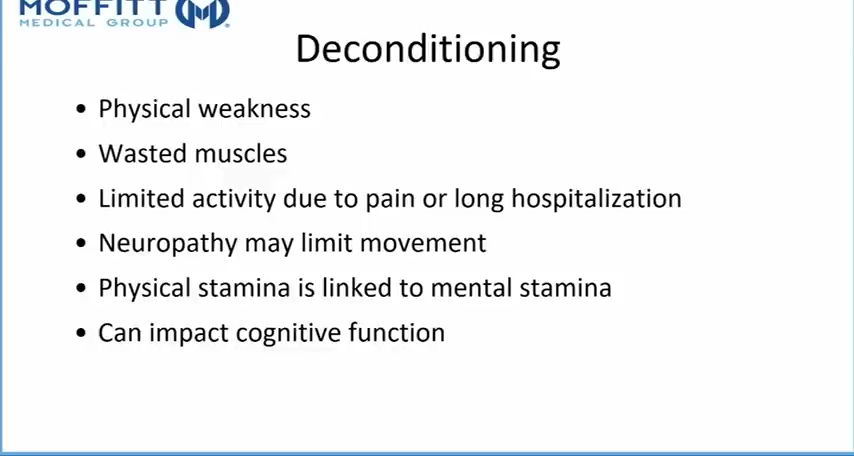 MOFFITT
MEDICAL GROUP
Deconditioning
• Physical weakness
• Wasted muscles
• Limited activity due to pain or long hospitalization
• Neuropathy may limit movement
• Physical stamina is linked to mental stamina
• Can impact cognitive function